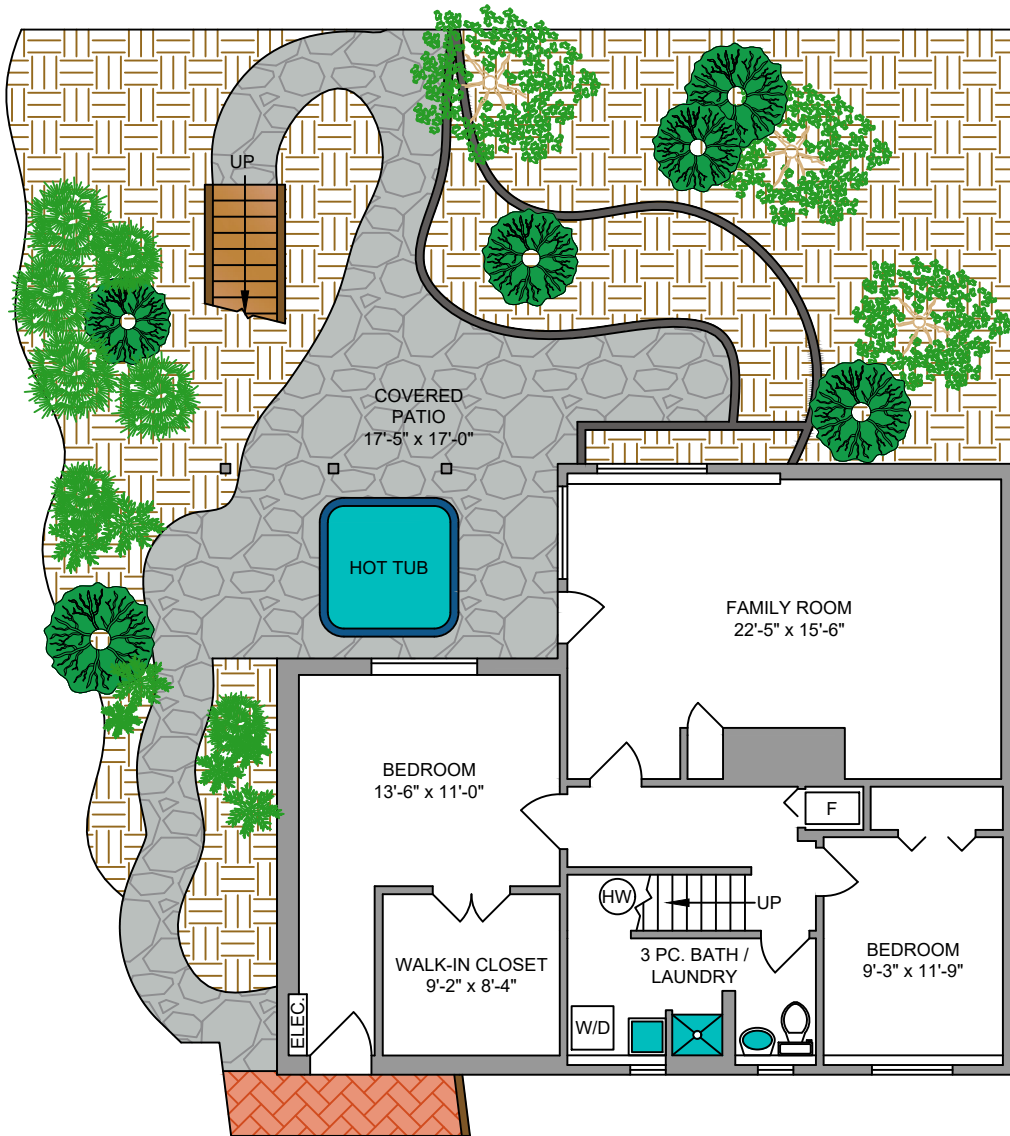 UP
COVERED
PATIO
17'-5" x 17'-0"
HOT TUB
FAMILY ROOM
22'-5" x 15'-6"
BEDROOM
13'-6" x 11'-0"
F
HW
UP
WALK-IN CLOSET
9'-2" x 8'-4"
3 PC. BATH /
LAUNDRY
BEDROOM
9'-3" x 11'-9"
ELEC.
W/D